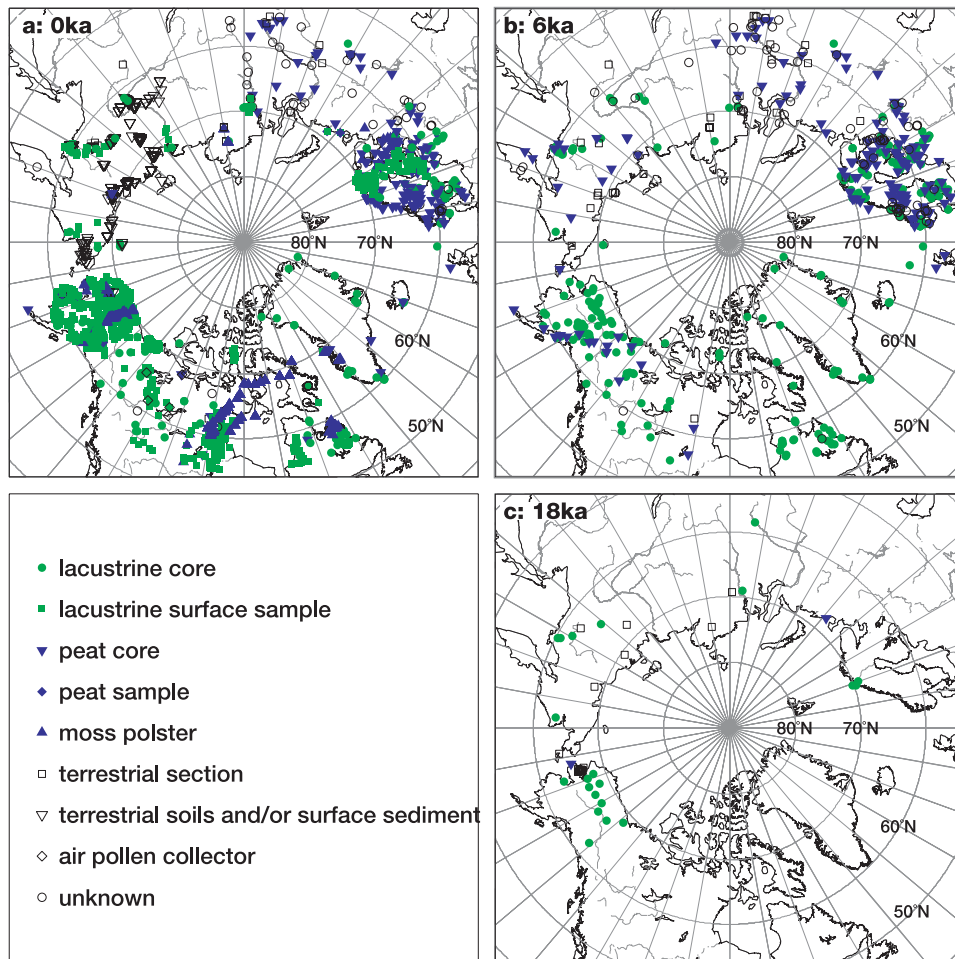 a: 0ka
80°N
70°N
60°N
50°N
b: 6ka
80°N
70°N
60°N
50°N
lacustrine core
lacustrine surface sample
peat core
peat sample
moss polster
terrestrial section
terrestrial soils and/or surface sediment
air pollen collector
unknown
c: 18ka
80°N
70°N
60°N
50°N